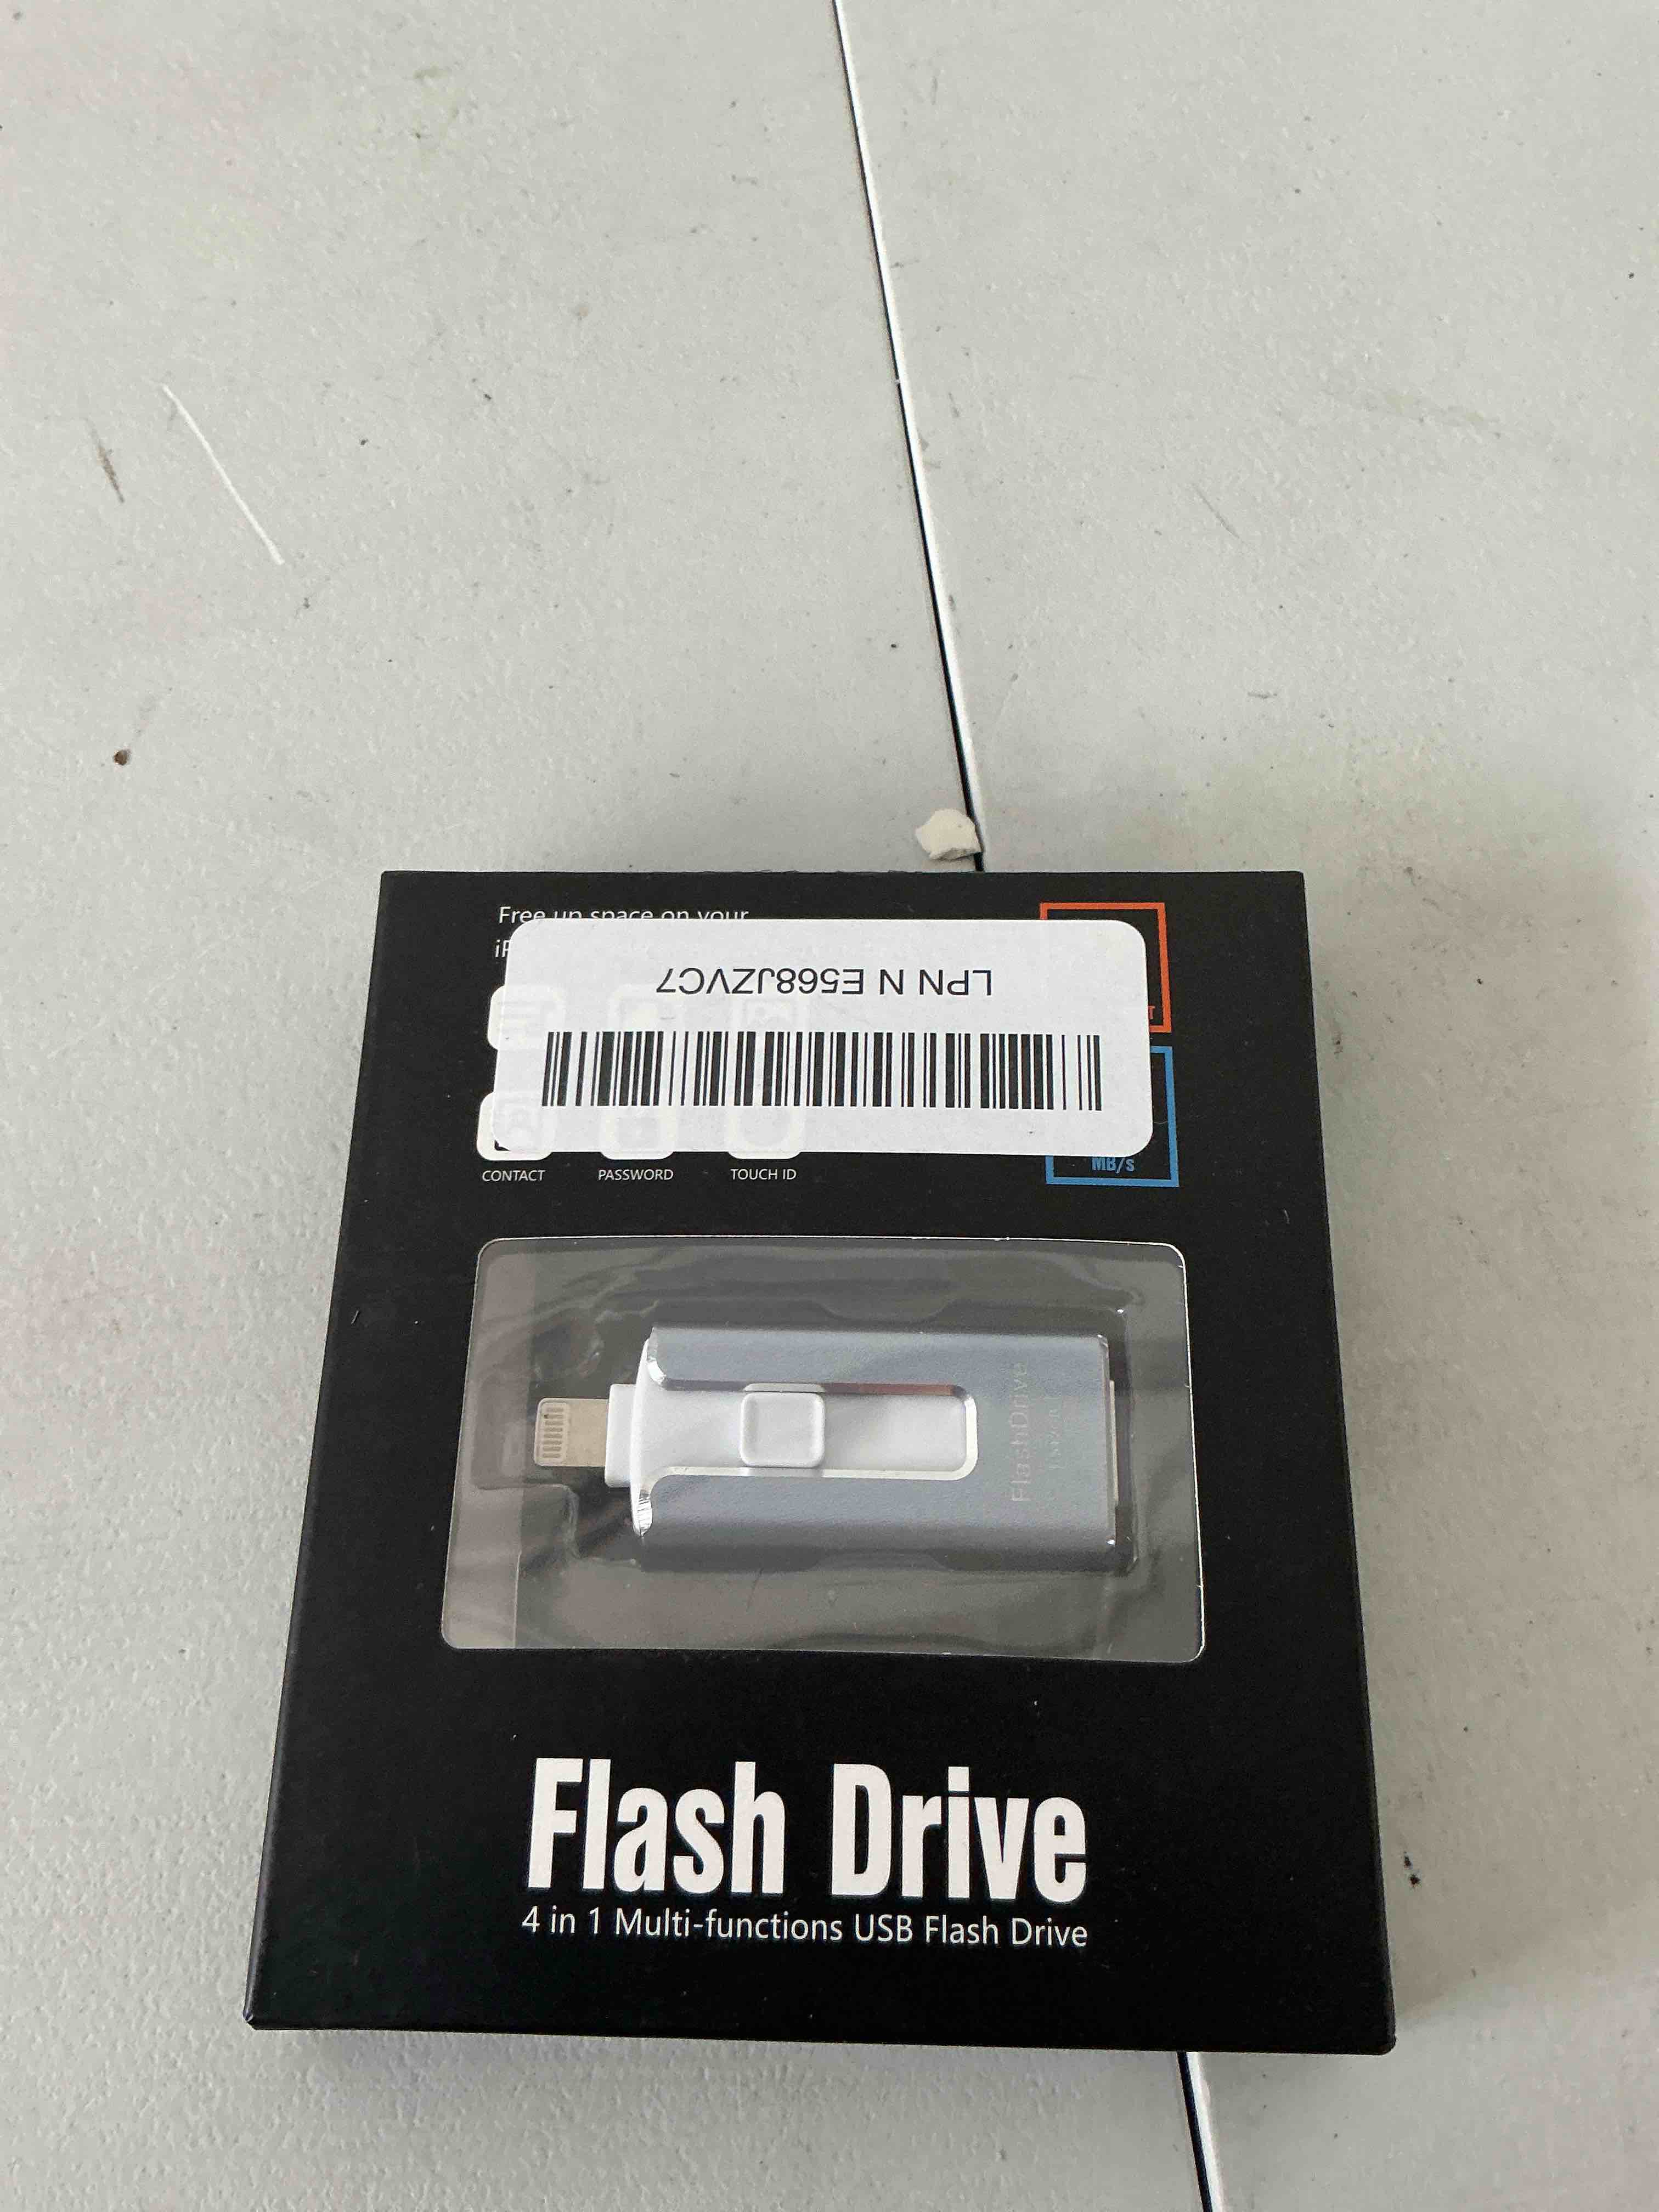 Free up space on your
LPN N E568JZVC7
CONTACT PASSWORD TOUCH ID
MB/s
FlashDrive
Flash Drive
4 in 1 Multi-functions USB Flash Drive